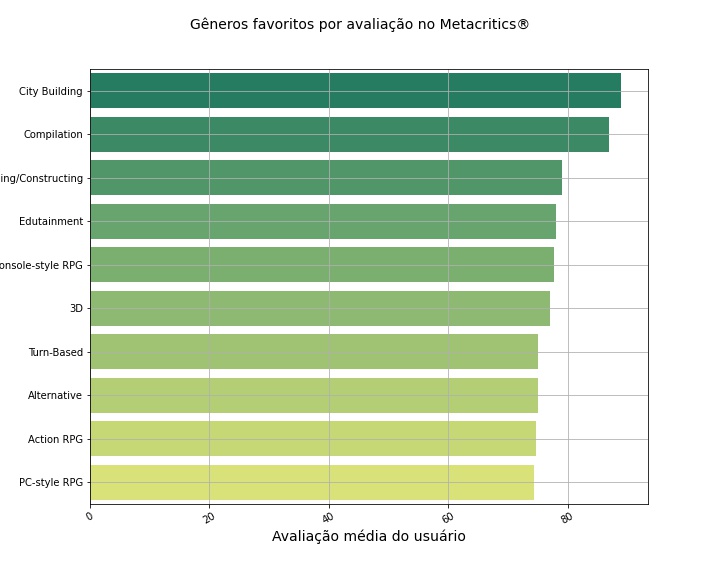 Gêneros favoritos por avaliação no Metacritics®
City Building
Compilation
ing/Constructing
Edutainment
onsole-style RPG
3D
Turn-Based
Alternative
Action RPG
PC-style RPG
0 20 40 60 80
Avaliação média do usuário